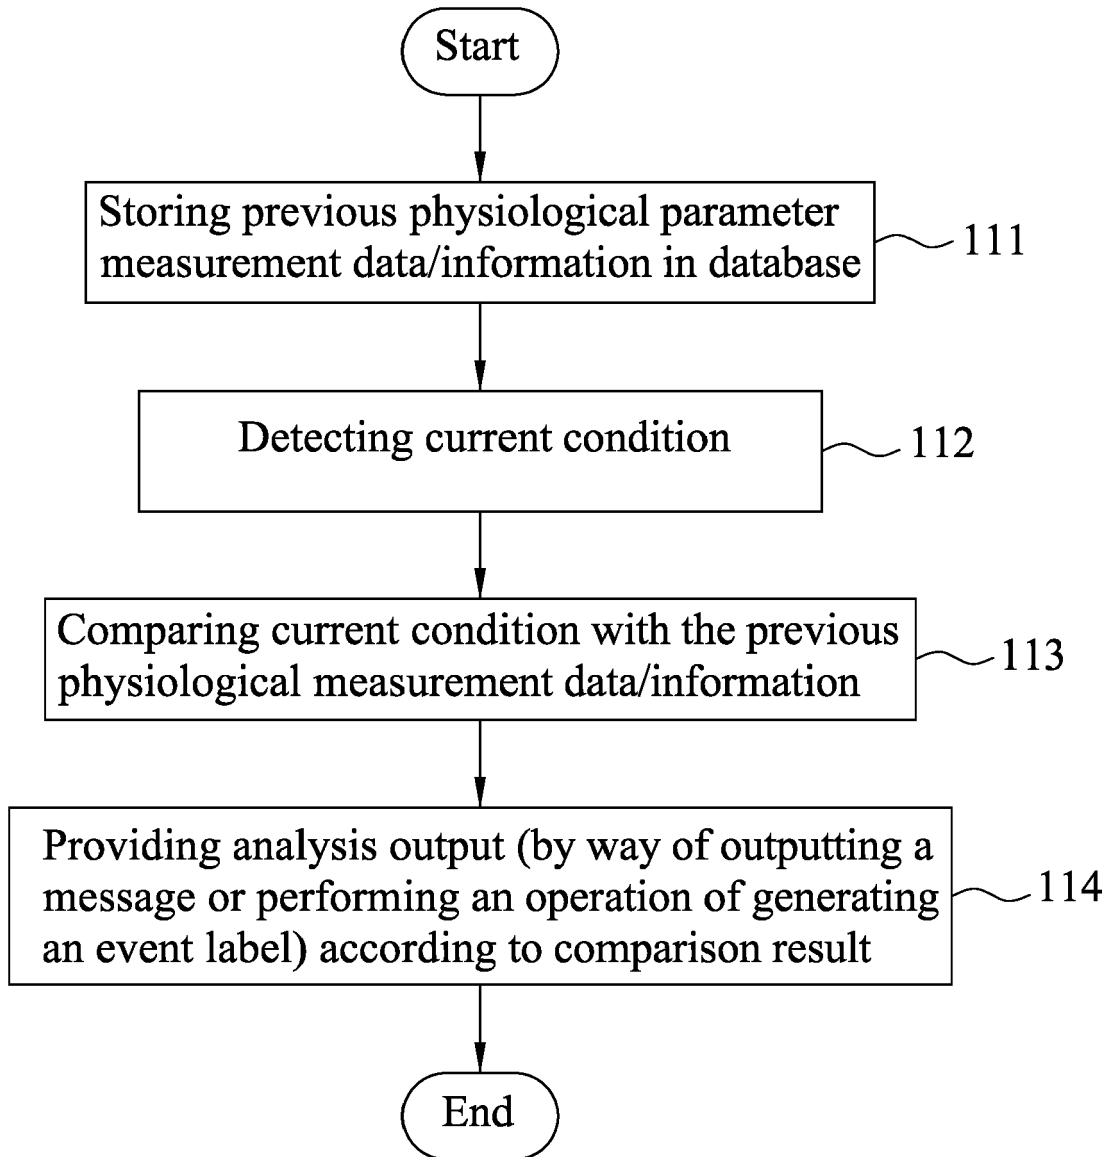 Start
Storing previous physiological parameter
measurement data/information in database
111
Detecting current condition
112
Comparing current condition with the previous
physiological measurement data/information
113
Providing analysis output (by way of outputting a
message or performing an operation of generating
an event label) according to comparison result
114
End